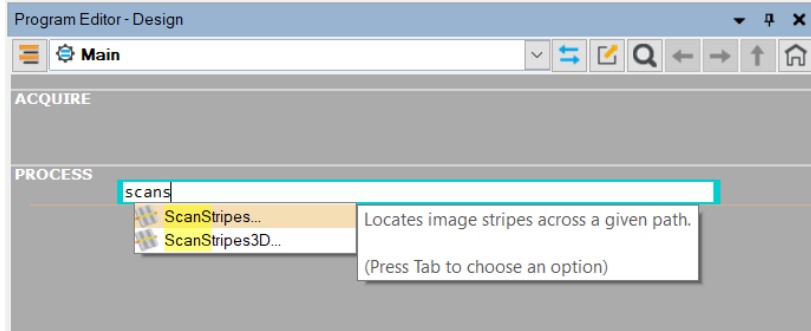 Program Editor - Design
Main
ACQUIRE
PROCESS
scans
ScanStripes...
ScanStripes3D...
Locates image stripes across a given path.
(Press Tab to choose an option)